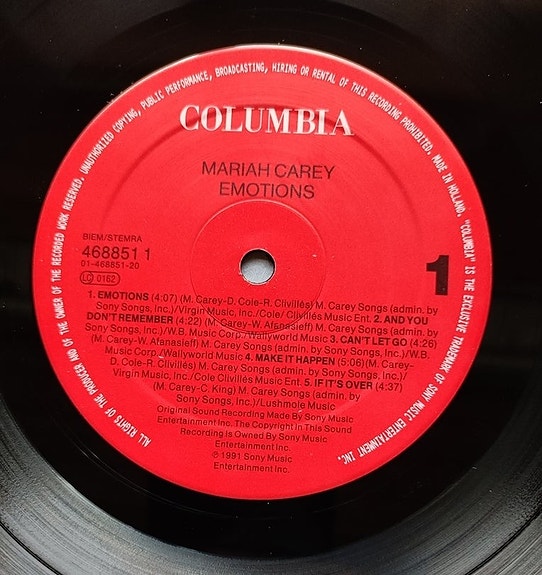 ALL RIGHTS OF THE PRODUCER AND OF THE OWNER OF THE RECORDED WORK RESERVED. UNAUTHORIZED COPYING, PUBLIC PERFORMANCE, BROADCASTING, HIRING OR RENTAL OF THIS RECORDING PROHIBITED. MADE IN HOLLAND. "COLUMBIA" IS THE EXCLUSIVE TRADEMARK OF SONY MUSIC ENTERTAINMENT INC.
COLUMBIA
MARIAH CAREY
EMOTIONS
BIEM/STEMRA
468851 1
01-468851-20
LC 0162
1
1. EMOTIONS (4:07) (M. Carey-D. Cole-R. Clivillés) M. Carey Songs (admin. by
Sony Songs, Inc.)/Virgin Music, Inc./Cole/ Clivillés Music Ent. 2. AND YOU
DON'T REMEMBER (4:22) (M. Carey-W. Afanasieff) M. Carey Songs (admin. by
Sony Songs, Inc.)/W.B. Music Corp./Wallyworld Music 3. CAN'T LET GO (4:26)
(M. Carey-W. Afanasieff) M. Carey Songs (admin. by Sony Songs, Inc.)/W.B.
Music Corp./Wallyworld Music 4. MAKE IT HAPPEN (5:06) (M. Carey-
D. Cole-R. Clivillés) M. Carey Songs (admin. by Sony Songs, Inc.)/
Virgin Music, Inc./Cole Clivillés Music Ent. 5. IF IT'S OVER (4:37)
(M. Carey-C. King) M. Carey Songs (admin. by Sony Music
Songs, Inc.)/Lushmole Music
Original Sound Recording Made By Sony Music
Entertainment Inc. The Copyright In This Sound
Recording Is Owned By Sony Music
Entertainment Inc.
℗ 1991 Sony Music
Entertainment Inc.